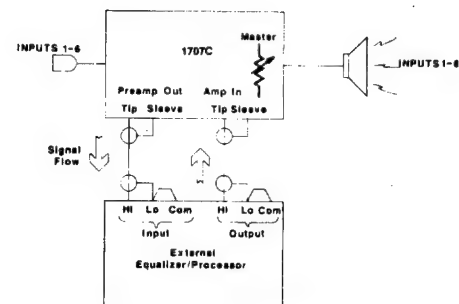 INPUTS 1-6
1707C
Master
INPUTS 1-6
Preamp Out
Amp In
Tip Sleeve
Tip Sleeve
Signal
Flow
HI Lo Com
HI Lo Com
Input
Output
External
Equalizer/Processor